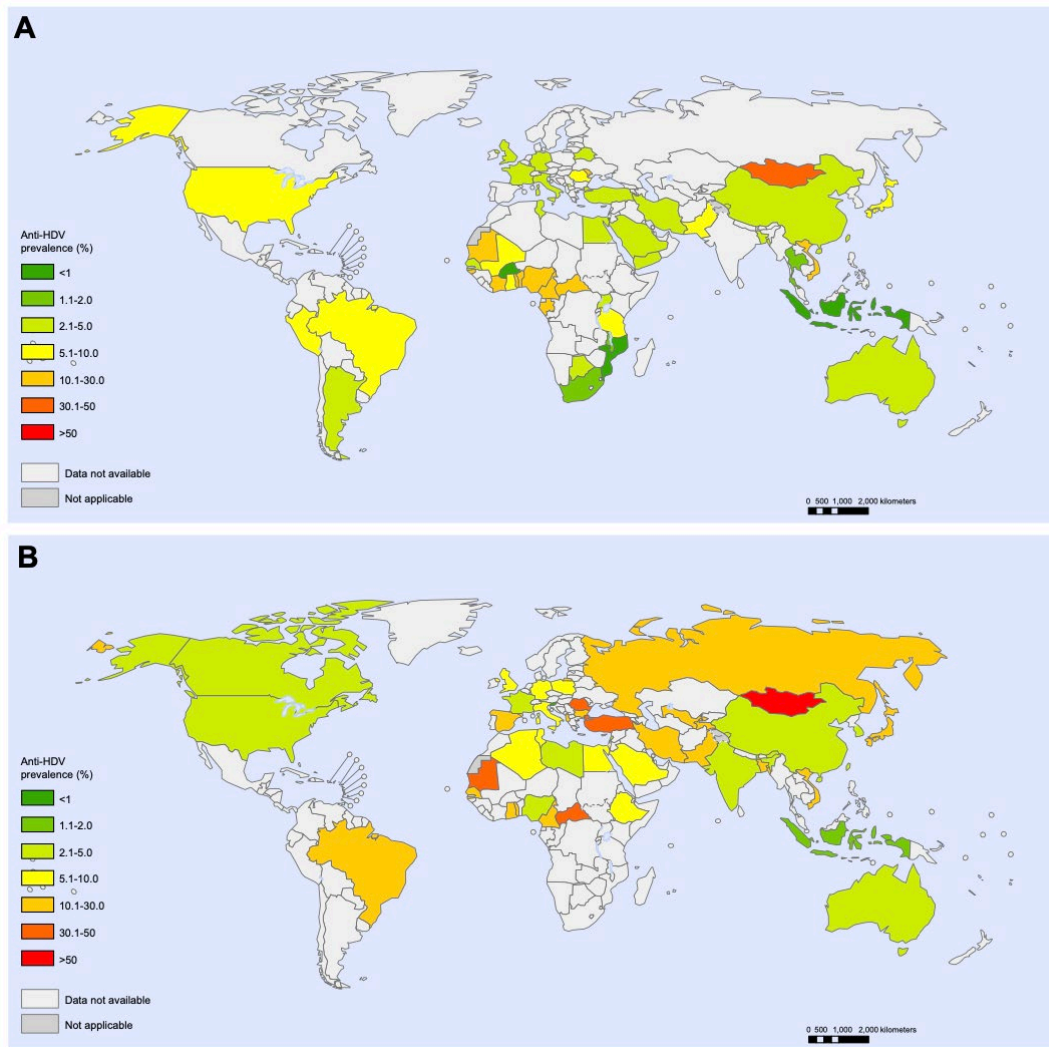 A
Anti-HDV
prevalence (%)
<1
1.1-2.0
2.1-5.0
5.1-10.0
10.1-30.0
30.1-50
>50
Data not available
Not applicable
0 500 1,000 2,000 kilometers
B
Anti-HDV
prevalence (%)
<1
1.1-2.0
2.1-5.0
5.1-10.0
10.1-30.0
30.1-50
>50
Data not available
Not applicable
0 500 1,000 2,000 kilometers